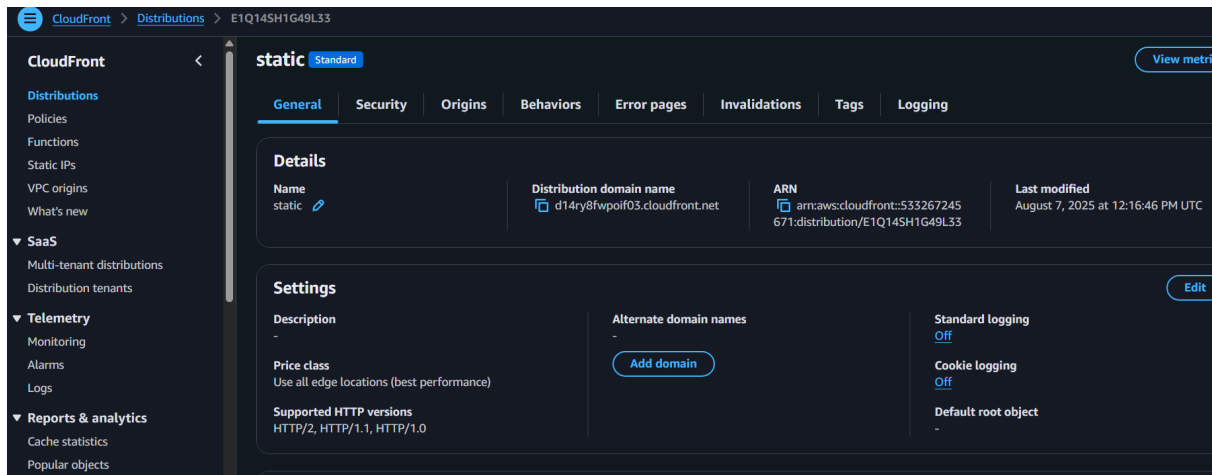 CloudFront > Distributions > E1Q14SH1G49L33
CloudFront
Distributions
Policies
Functions
Static IPs
VPC origins
What's new
SaaS
Multi-tenant distributions
Distribution tenants
Telemetry
Monitoring
Alarms
Logs
Reports & analytics
Cache statistics
Popular objects
static Standard
View metri
General Security Origins Behaviors Error pages Invalidations Tags Logging
Details
Name
static
Distribution domain name
d14ry8fwpoif03.cloudfront.net
ARN
arn:aws:cloudfront::533267245
671:distribution/E1Q14SH1G49L33
Last modified
August 7, 2025 at 12:16:46 PM UTC
Settings
Edit
Description
-
Price class
Use all edge locations (best performance)
Supported HTTP versions
HTTP/2, HTTP/1.1, HTTP/1.0
Alternate domain names
-
Add domain
Standard logging
Off
Cookie logging
Off
Default root object
-